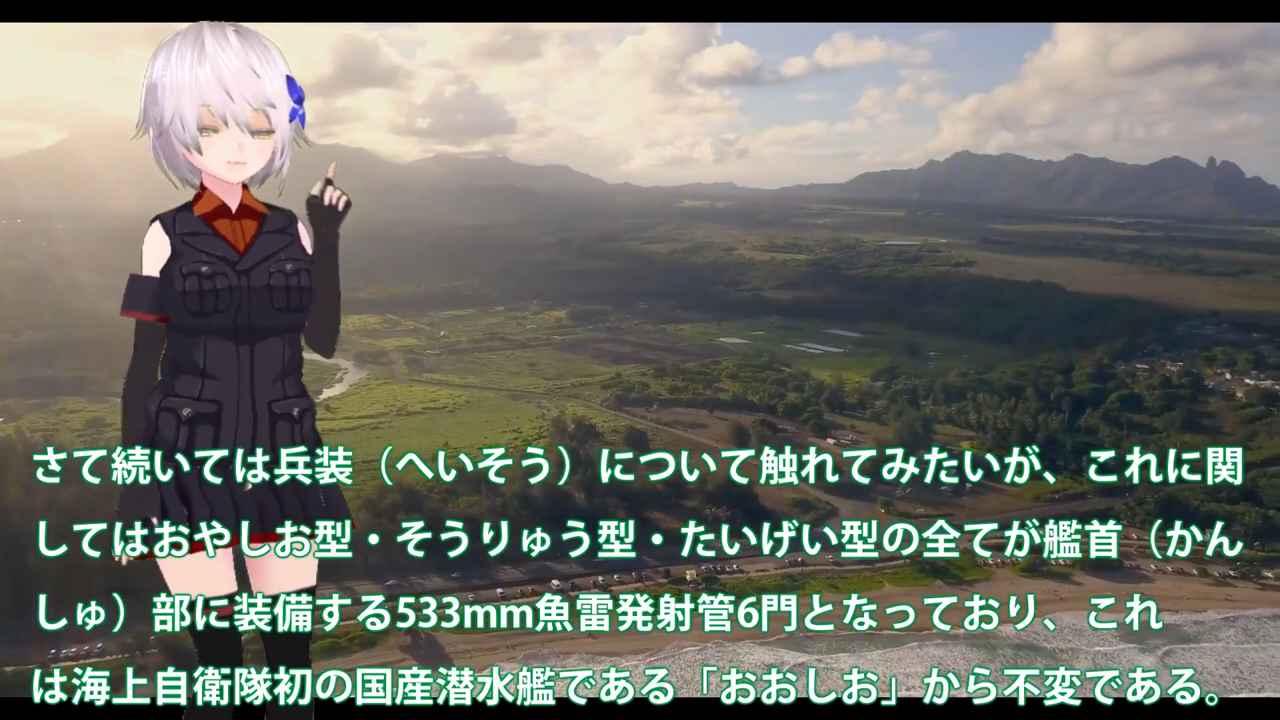 さて続いては兵装（へいそう）について触れてみたいが、これに関
してはおやしお型・そうりゅう型・たいげい型の全てが艦首（かん
しゅ）部に装備する533mm魚雷発射管6門となっており、これ
は海上自衛隊初の国産潜水艦である「おおしお」から不変である。